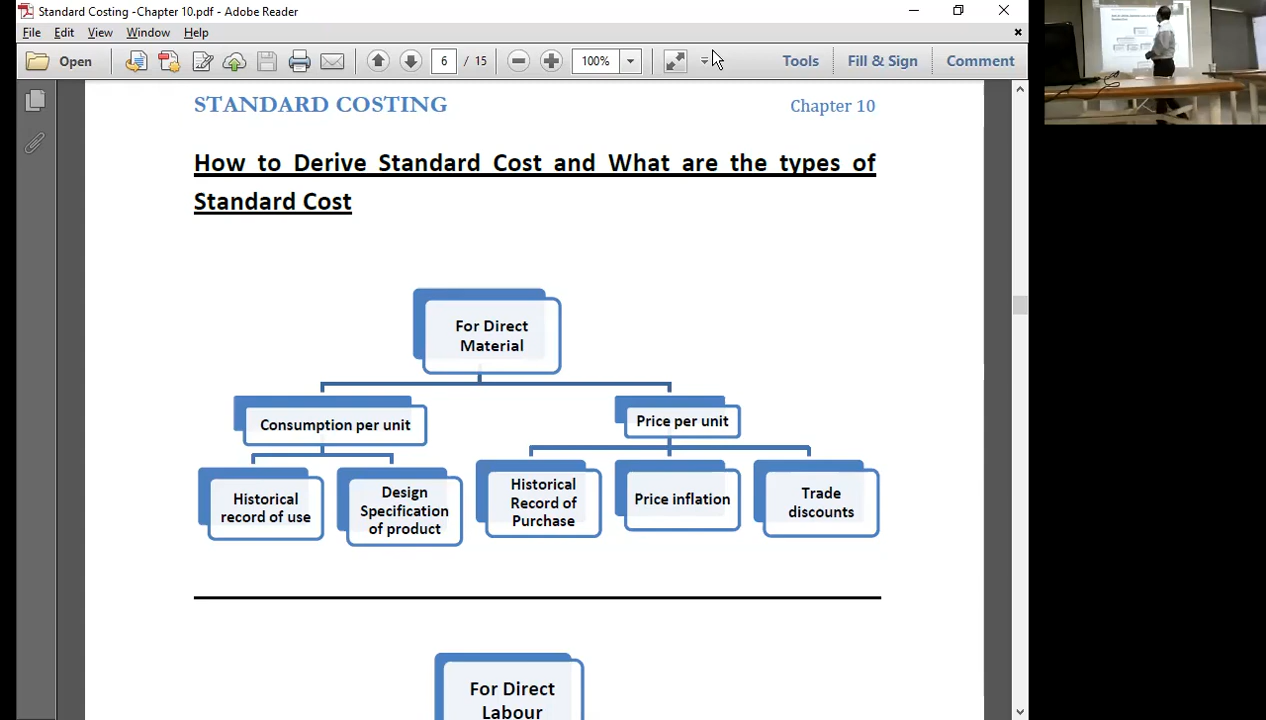 Standard Costing -Chapter 10.pdf - Adobe Reader
File Edit View Window Help
Open 6 / 15 100% Tools Fill & Sign Comment
STANDARD COSTING Chapter 10
How to Derive Standard Cost and What are the types of
Standard Cost
For Direct
Material
Consumption per unit
Price per unit
Historical
record of use
Design
Specification
of product
Historical
Record of
Purchase
Price inflation
Trade
discounts
For Direct
Labour